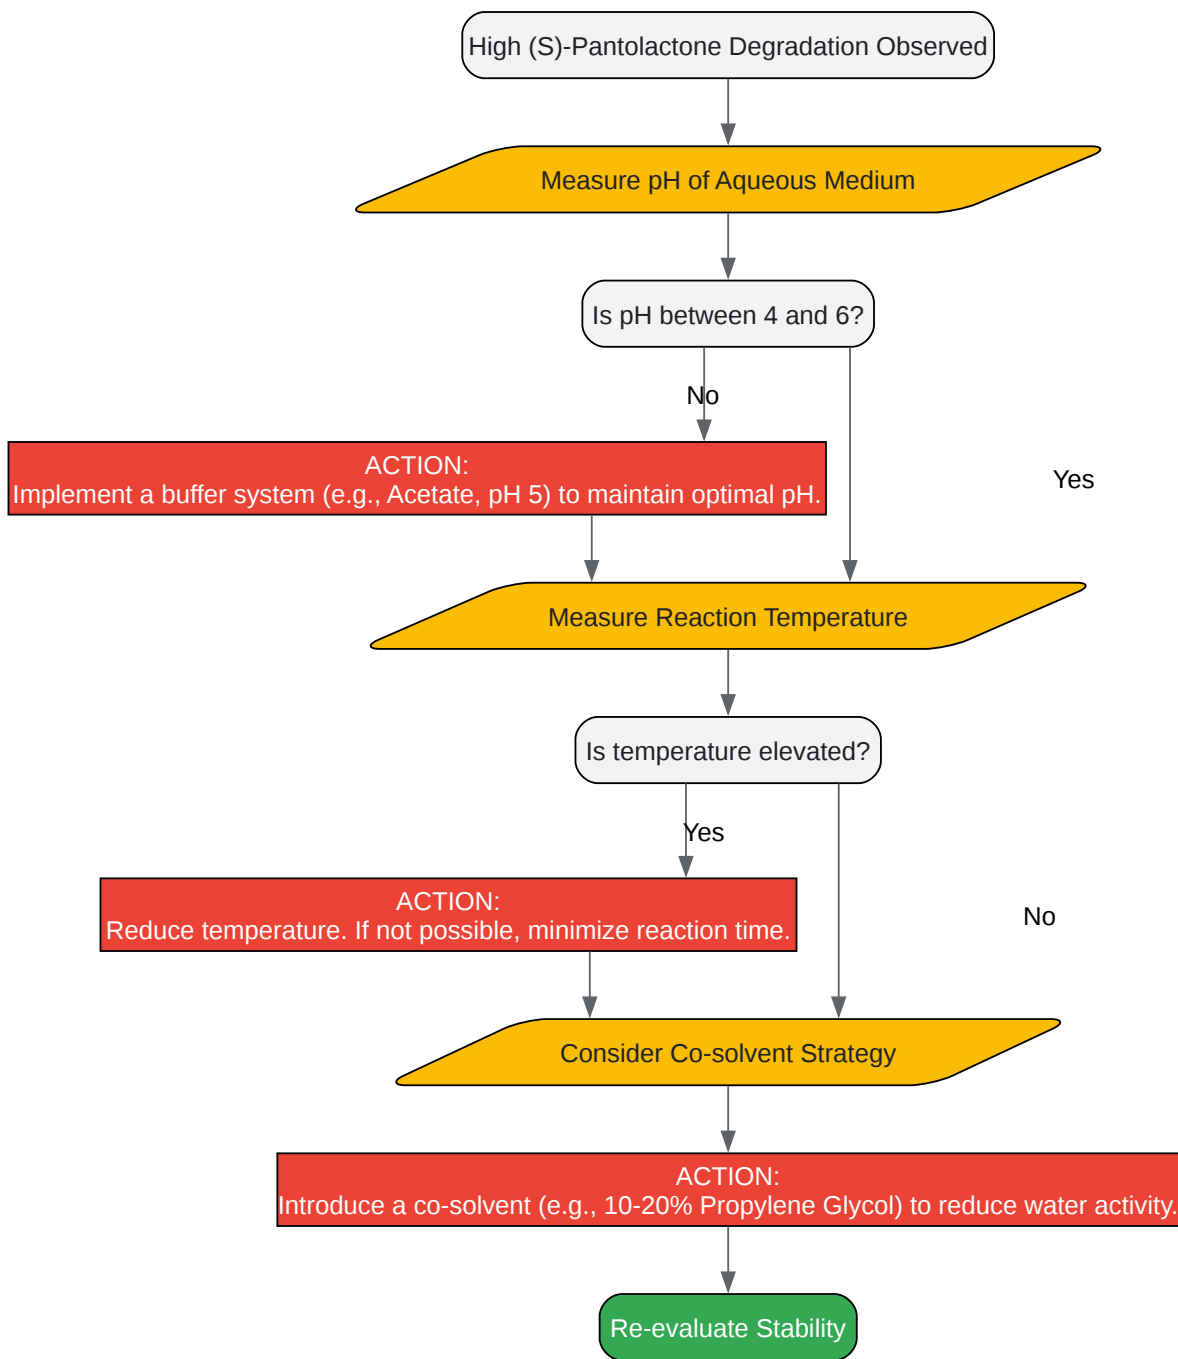 High (S)-Pantolactone Degradation Observed
Measure pH of Aqueous Medium
Is pH between 4 and 6?
No
ACTION:
Implement a buffer system (e.g., Acetate, pH 5) to maintain optimal pH.
Yes
Measure Reaction Temperature
Is temperature elevated?
Yes
ACTION:
Reduce temperature. If not possible, minimize reaction time.
No
Consider Co-solvent Strategy
ACTION:
Introduce a co-solvent (e.g., 10-20% Propylene Glycol) to reduce water activity.
Re-evaluate Stability